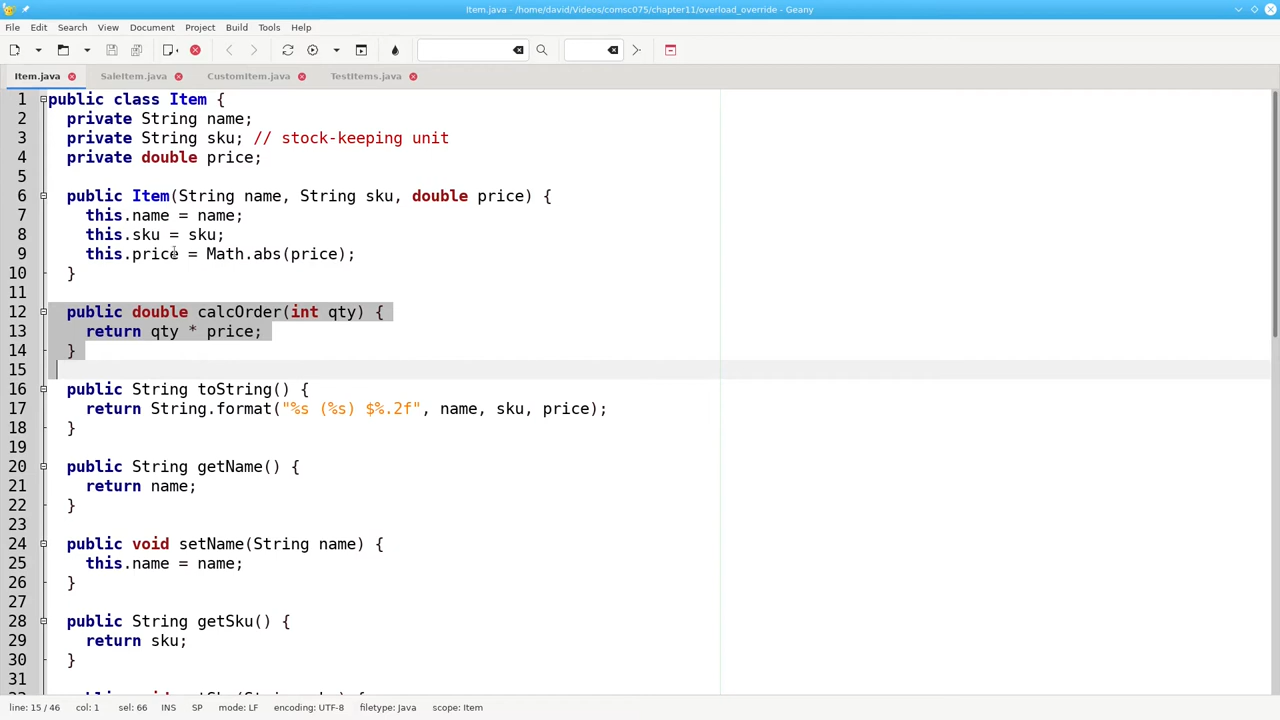 Item.java - /home/david/Videos/comsc075/chapter11/overload_override - Geany
File Edit Search View Document Project Build Tools Help
Item.java SaleItem.java CustomItem.java TestItems.java
1 public class Item {
2 private String name;
3 private String sku; // stock-keeping unit
4 private double price;
5
6 public Item(String name, String sku, double price) {
7 this.name = name;
8 this.sku = sku;
9 this.price = Math.abs(price);
10 }
11
12 public double calcOrder(int qty) {
13 return qty * price;
14 }
15
16 public String toString() {
17 return String.format("%s (%s) $%.2f", name, sku, price);
18 }
19
20 public String getName() {
21 return name;
22 }
23
24 public void setName(String name) {
25 this.name = name;
26 }
27
28 public String getSku() {
29 return sku;
30 }
31
line: 15 / 46 col: 1 sel: 66 INS SP mode: LF encoding: UTF-8 filetype: Java scope: Item